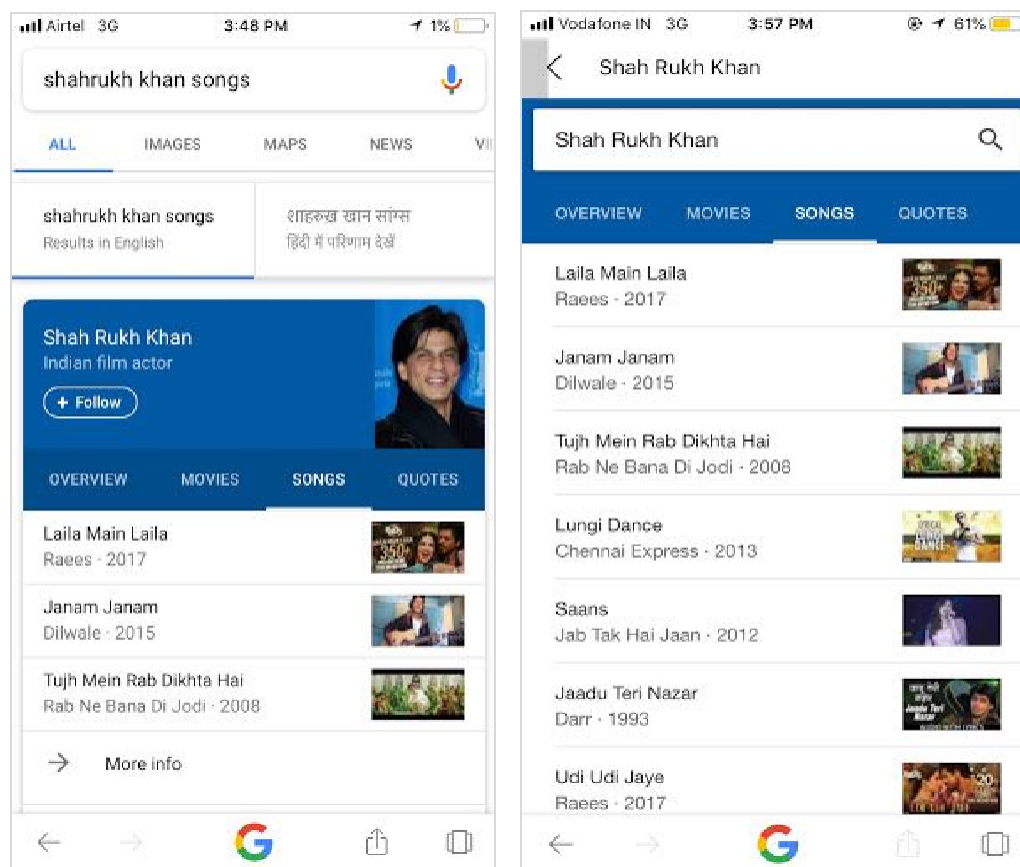 Airtel 3G 3:48 PM 1%
shahrukh khan songs
ALL IMAGES MAPS NEWS
shahrukh khan songs
Results in English
शाहरुख खान सांग्स
हिंदी में परिणाम देखें
Shah Rukh Khan
Indian film actor
+ Follow
OVERVIEW MOVIES SONGS QUOTES
Laila Main Laila
Raees · 2017
350+
Janam Janam
Dilwale · 2015
Tujh Mein Rab Dikhta Hai
Rab Ne Bana Di Jodi · 2008
More info
G
Vodafone IN 3G 3:57 PM 61%
Shah Rukh Khan
Shah Rukh Khan
OVERVIEW MOVIES SONGS QUOTES
Laila Main Laila
Raees · 2017
350+
Janam Janam
Dilwale · 2015
Tujh Mein Rab Dikhta Hai
Rab Ne Bana Di Jodi · 2008
Lungi Dance
Chennai Express · 2013
Saans
Jab Tak Hai Jaan · 2012
Jaadu Teri Nazar
Darr · 1993
Jaadu Teri
Nazar
Udi Udi Jaye
Raees · 2017
G